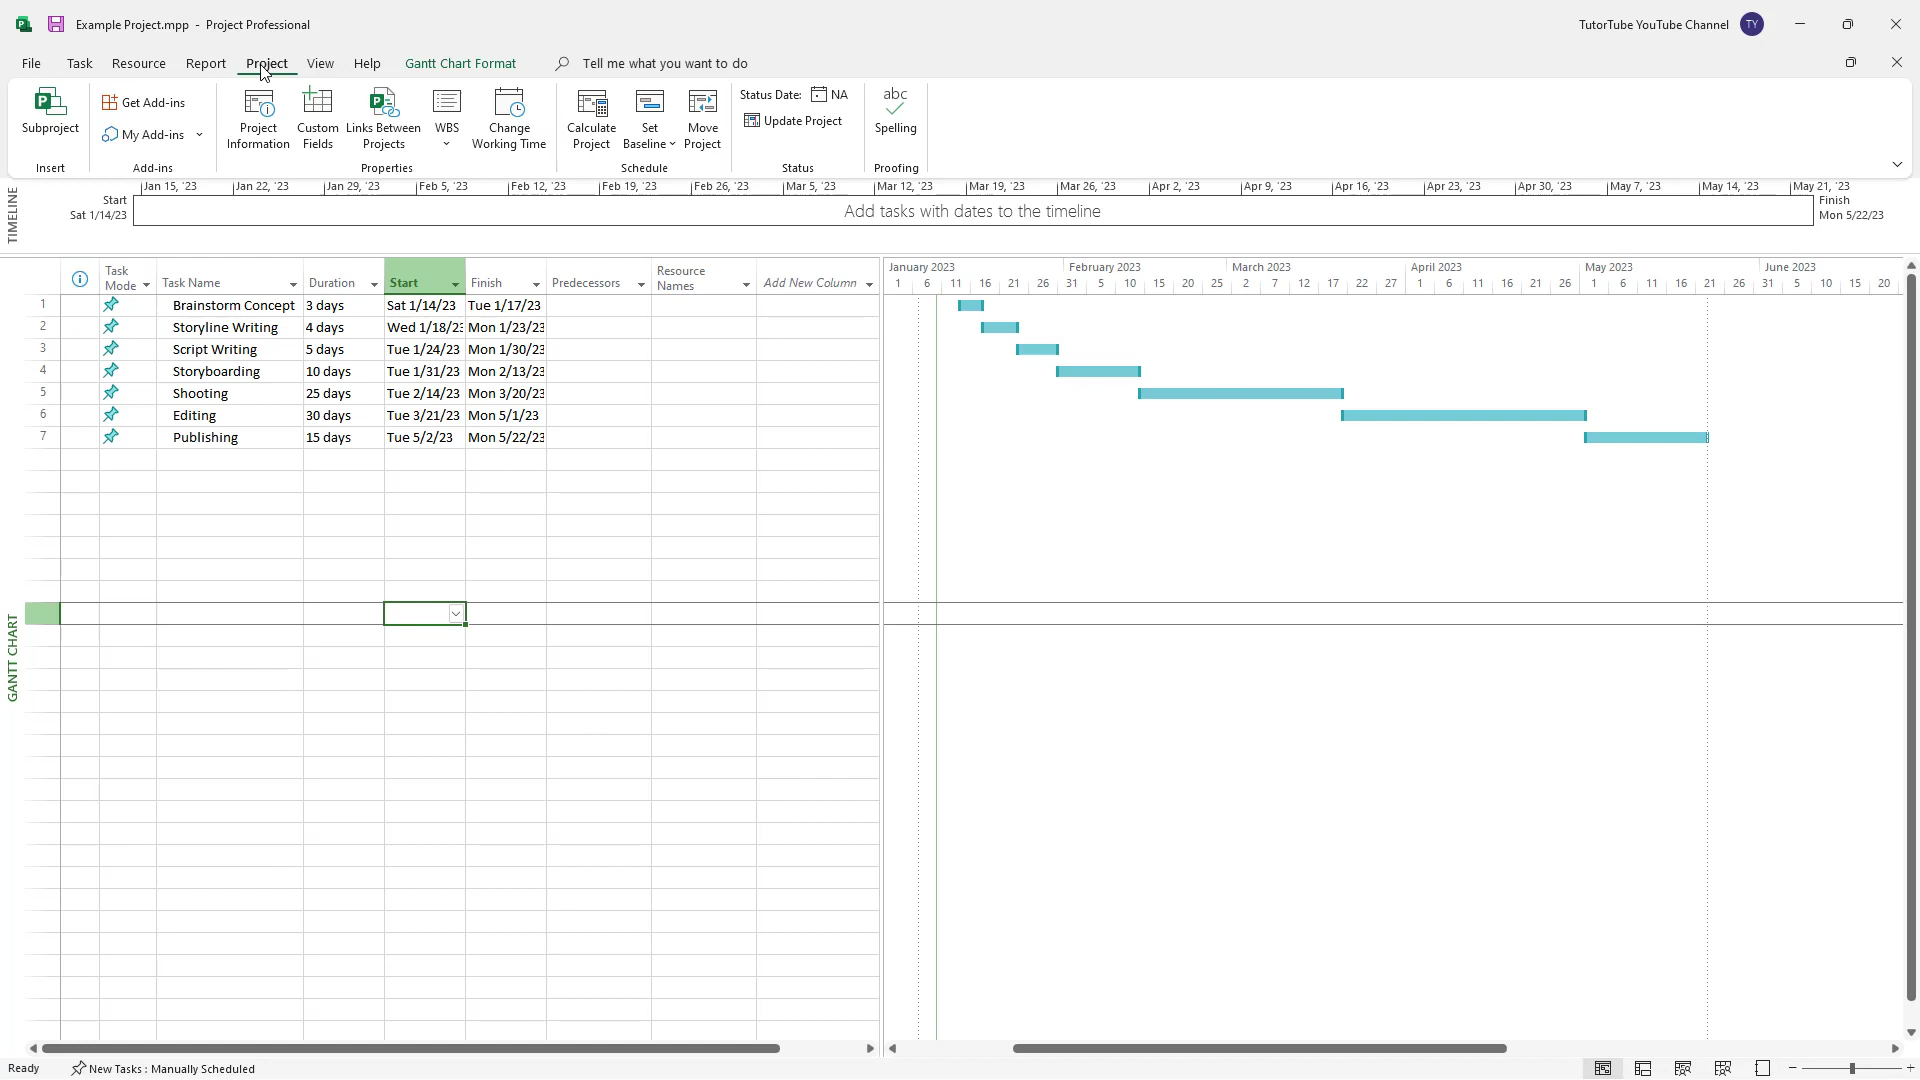 Example Project.mpp - Project Professional
TutorTube YouTube Channel TY
File Task Resource Report Project View Help Gantt Chart Format Tell me what you want to do
Subproject
Insert
Get Add-ins
My Add-ins
Add-ins
Project Information
Custom Fields
Links Between Projects
WBS
Change Working Time
Properties
Calculate Project
Set Baseline
Move Project
Schedule
Status Date: NA
Update Project
Status
abc
Spelling
Proofing
TIMELINE
Jan 15, '23 Jan 22, '23 Jan 29, '23 Feb 5, '23 Feb 12, '23 Feb 19, '23 Feb 26, '23 Mar 5, '23 Mar 12, '23 Mar 19, '23 Mar 26, '23 Apr 2, '23 Apr 9, '23 Apr 16, '23 Apr 23, '23 Apr 30, '23 May 7, '23 May 14, '23 May 21, '23
Start
Sat 1/14/23
Add tasks with dates to the timeline
Finish
Mon 5/22/23
Task Mode Task Name Duration Start Finish Predecessors Resource Names Add New Column
January 2023 February 2023 March 2023 April 2023 May 2023 June 2023
1 6 11 16 21 26 31 5 10 15 20 25 2 7 12 17 22 27 1 6 11 16 21 26 1 6 11 16 21 26 31 5 10 15 20
1 Brainstorm Concept 3 days Sat 1/14/23 Tue 1/17/23
2 Storyline Writing 4 days Wed 1/18/23 Mon 1/23/23
3 Script Writing 5 days Tue 1/24/23 Mon 1/30/23
4 Storyboarding 10 days Tue 1/31/23 Mon 2/13/23
5 Shooting 25 days Tue 2/14/23 Mon 3/20/23
6 Editing 30 days Tue 3/21/23 Mon 5/1/23
7 Publishing 15 days Tue 5/2/23 Mon 5/22/23
GANTT CHART
Ready New Tasks : Manually Scheduled